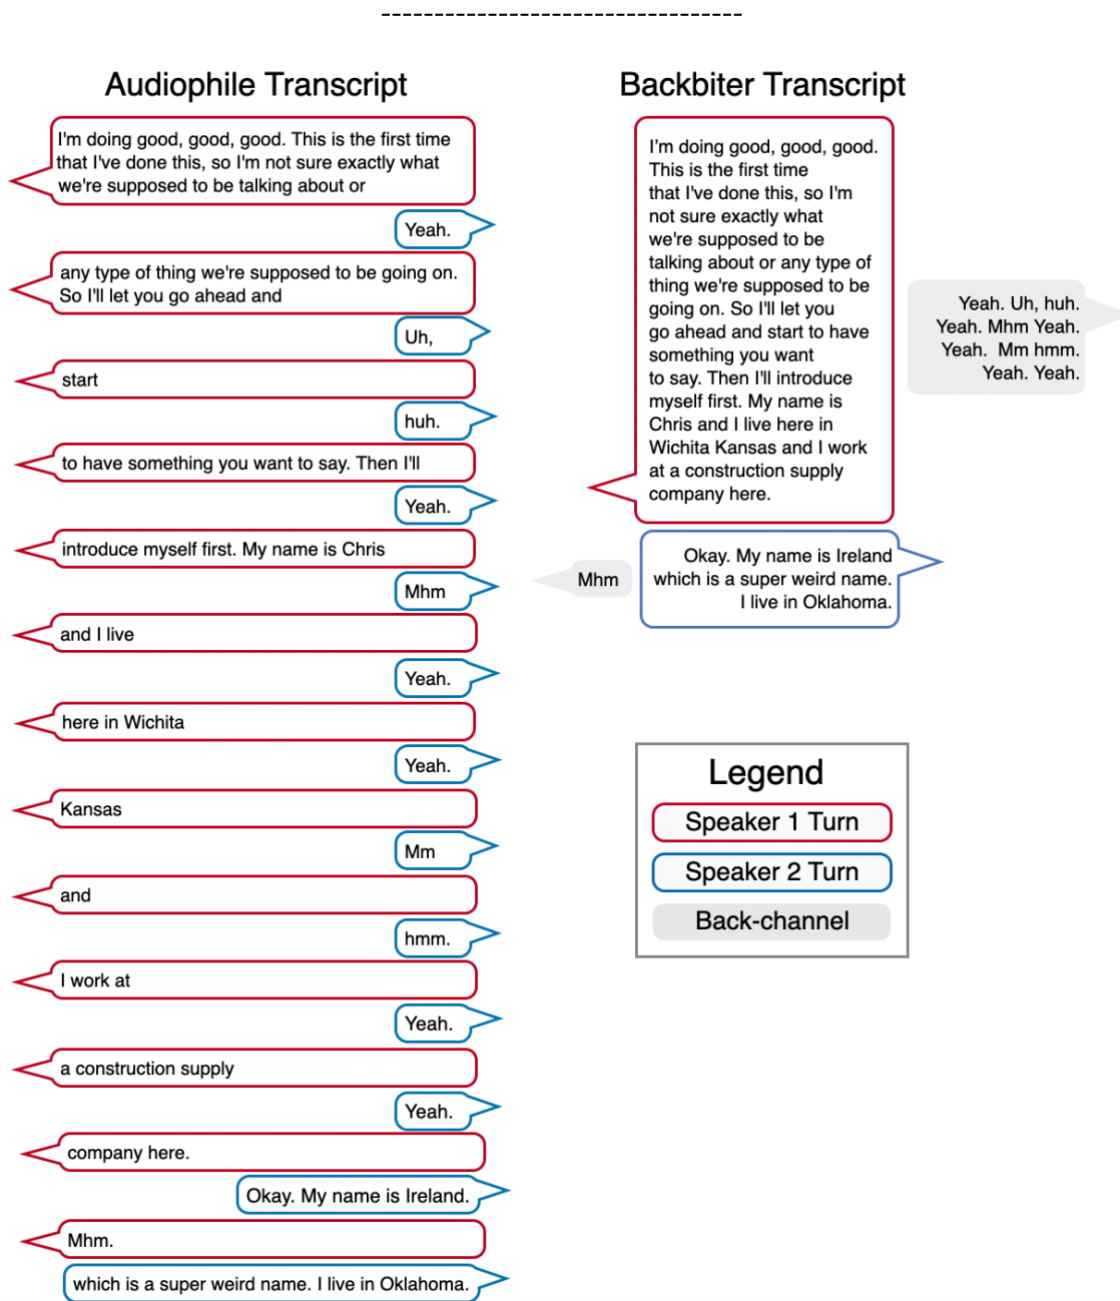 ---------------------------------
Audiophile Transcript
I'm doing good, good, good. This is the first time
that I've done this, so I'm not sure exactly what
we're supposed to be talking about or
Yeah.
any type of thing we're supposed to be going on.
So I'll let you go ahead and
Uh,
start
huh.
to have something you want to say. Then I'll
Yeah.
introduce myself first. My name is Chris
Mhm
and I live
Yeah.
here in Wichita
Yeah.
Kansas
Mm
and
hmm.
I work at
Yeah.
a construction supply
Yeah.
company here.
Okay. My name is Ireland.
Mhm.
which is a super weird name. I live in Oklahoma.
Backbiter Transcript
I'm doing good, good, good.
This is the first time
that I've done this, so I'm
not sure exactly what
we're supposed to be
talking about or any type of
thing we're supposed to be
going on. So I'll let you
go ahead and start to have
something you want
to say. Then I'll introduce
myself first. My name is
Chris and I live here in
Wichita Kansas and I work
at a construction supply
company here.
Yeah. Uh, huh.
Yeah. Mhm Yeah.
Yeah.  Mm hmm.
Yeah. Yeah.
Mhm
Okay. My name is Ireland
which is a super weird name.
I live in Oklahoma.
Legend
Speaker 1 Turn
Speaker 2 Turn
Back-channel